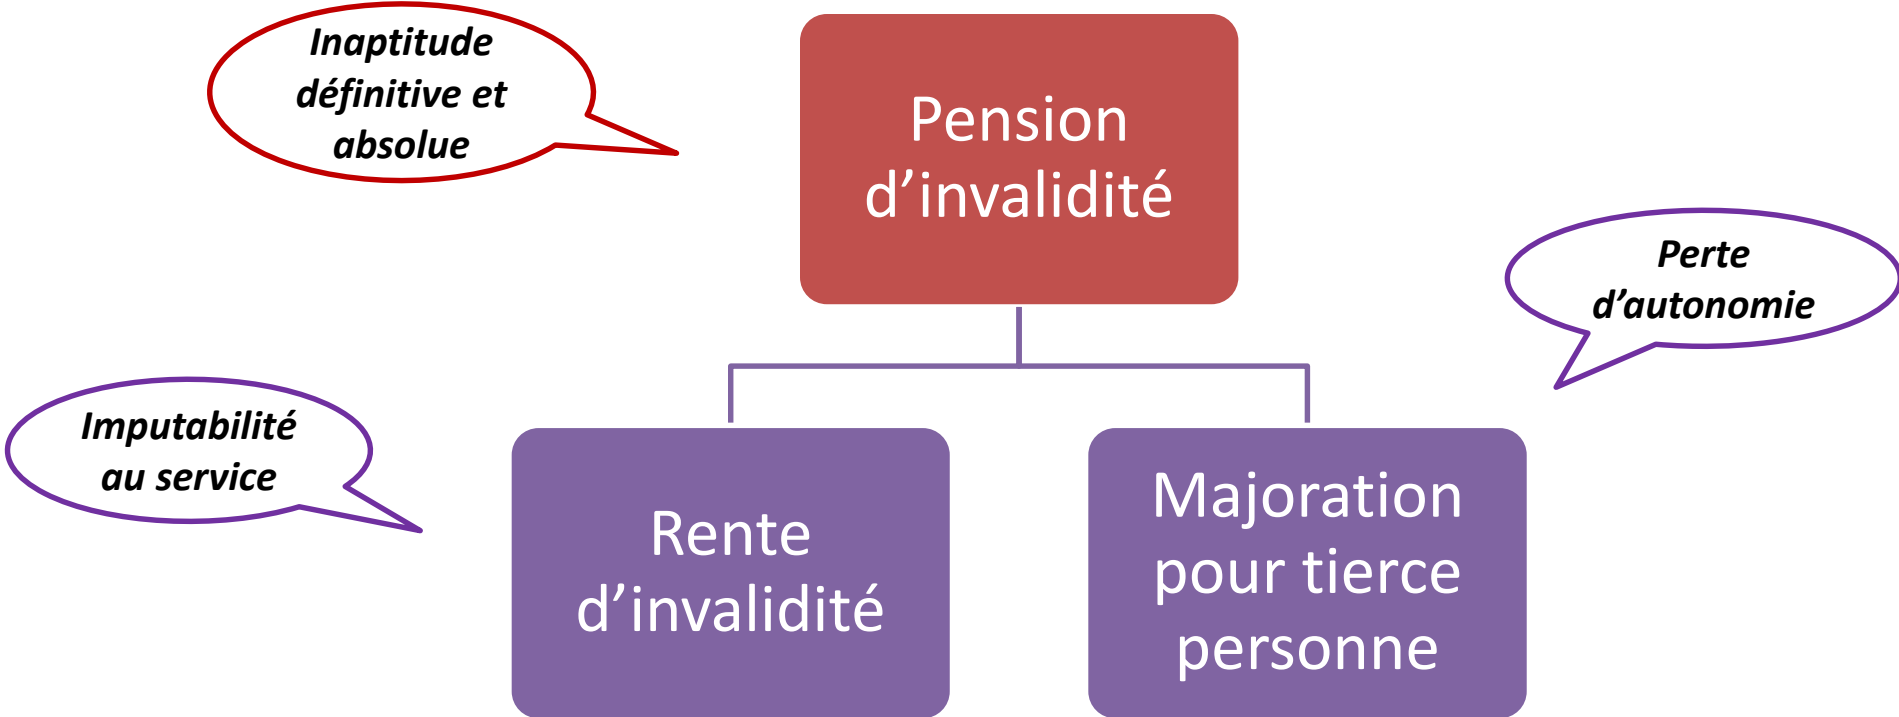 Inaptitude
définitive et
absolue
Pension
d’invalidité
Perte
d’autonomie
Imputabilité
au service
Rente
d’invalidité
Majoration
pour tierce
personne